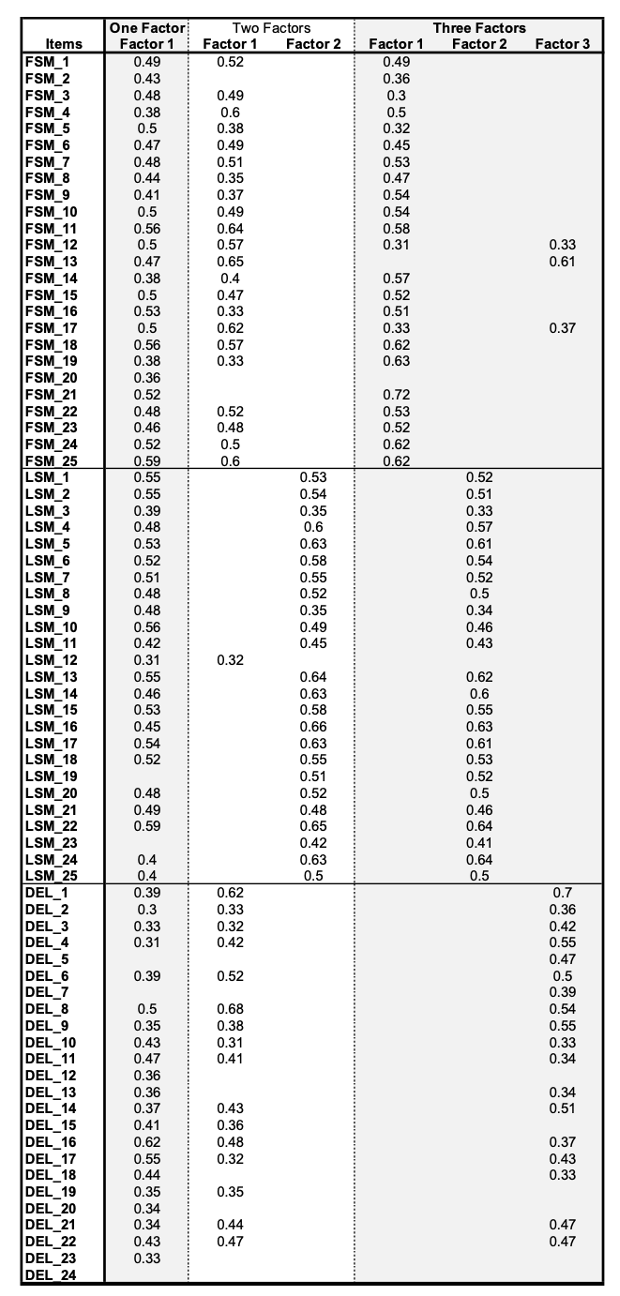 One Factor Two Factors Three Factors
Items Factor 1 Factor 1 Factor 2 Factor 1 Factor 2 Factor 3
FSM_1 0.49 0.52 0.49
FSM_2 0.43 0.36
FSM_3 0.48 0.49 0.3
FSM_4 0.38 0.6 0.5
FSM_5 0.5 0.38 0.32
FSM_6 0.47 0.49 0.45
FSM_7 0.48 0.51 0.53
FSM_8 0.44 0.35 0.47
FSM_9 0.41 0.37 0.54
FSM_10 0.5 0.49 0.54
FSM_11 0.56 0.64 0.58
FSM_12 0.5 0.57 0.31 0.33
FSM_13 0.47 0.65 0.61
FSM_14 0.38 0.4 0.57
FSM_15 0.5 0.47 0.52
FSM_16 0.53 0.33 0.51
FSM_17 0.5 0.62 0.33 0.37
FSM_18 0.56 0.57 0.62
FSM_19 0.38 0.33 0.63
FSM_20 0.36
FSM_21 0.52 0.72
FSM_22 0.48 0.52 0.53
FSM_23 0.46 0.48 0.52
FSM_24 0.52 0.5 0.62
FSM_25 0.59 0.6 0.62
LSM_1 0.55 0.53 0.52
LSM_2 0.55 0.54 0.51
LSM_3 0.39 0.35 0.33
LSM_4 0.48 0.6 0.57
LSM_5 0.53 0.63 0.61
LSM_6 0.52 0.58 0.54
LSM_7 0.51 0.55 0.52
LSM_8 0.48 0.52 0.5
LSM_9 0.48 0.35 0.34
LSM_10 0.56 0.49 0.46
LSM_11 0.42 0.45 0.43
LSM_12 0.31 0.32
LSM_13 0.55 0.64 0.62
LSM_14 0.46 0.63 0.6
LSM_15 0.53 0.58 0.55
LSM_16 0.45 0.66 0.63
LSM_17 0.54 0.63 0.61
LSM_18 0.52 0.55 0.53
LSM_19 0.51 0.52
LSM_20 0.48 0.52 0.5
LSM_21 0.49 0.48 0.46
LSM_22 0.59 0.65 0.64
LSM_23 0.42 0.41
LSM_24 0.4 0.63 0.64
LSM_25 0.4 0.5 0.5
DEL_1 0.39 0.62 0.7
DEL_2 0.3 0.33 0.36
DEL_3 0.33 0.32 0.42
DEL_4 0.31 0.42 0.55
DEL_5 0.47
DEL_6 0.39 0.52 0.5
DEL_7 0.39
DEL_8 0.5 0.68 0.54
DEL_9 0.35 0.38 0.55
DEL_10 0.43 0.31 0.33
DEL_11 0.47 0.41 0.34
DEL_12 0.36
DEL_13 0.36 0.34
DEL_14 0.37 0.43 0.51
DEL_15 0.41 0.36
DEL_16 0.62 0.48 0.37
DEL_17 0.55 0.32 0.43
DEL_18 0.44 0.33
DEL_19 0.35 0.35
DEL_20 0.34
DEL_21 0.34 0.44 0.47
DEL_22 0.43 0.47 0.47
DEL_23 0.33
DEL_24